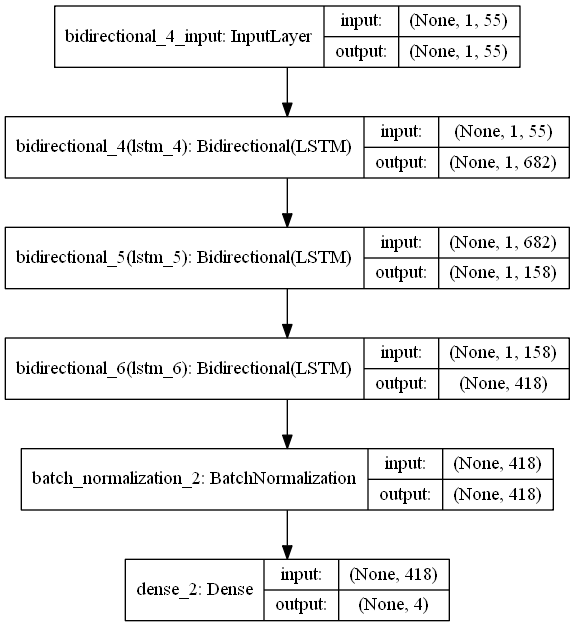 bidirectional_4_input: InputLayer
input: (None, 1, 55)
output: (None, 1, 55)
bidirectional_4(lstm_4): Bidirectional(LSTM)
input: (None, 1, 55)
output: (None, 1, 682)
bidirectional_5(lstm_5): Bidirectional(LSTM)
input: (None, 1, 682)
output: (None, 1, 158)
bidirectional_6(lstm_6): Bidirectional(LSTM)
input: (None, 1, 158)
output: (None, 418)
batch_normalization_2: BatchNormalization
input: (None, 418)
output: (None, 418)
dense_2: Dense
input: (None, 418)
output: (None, 4)